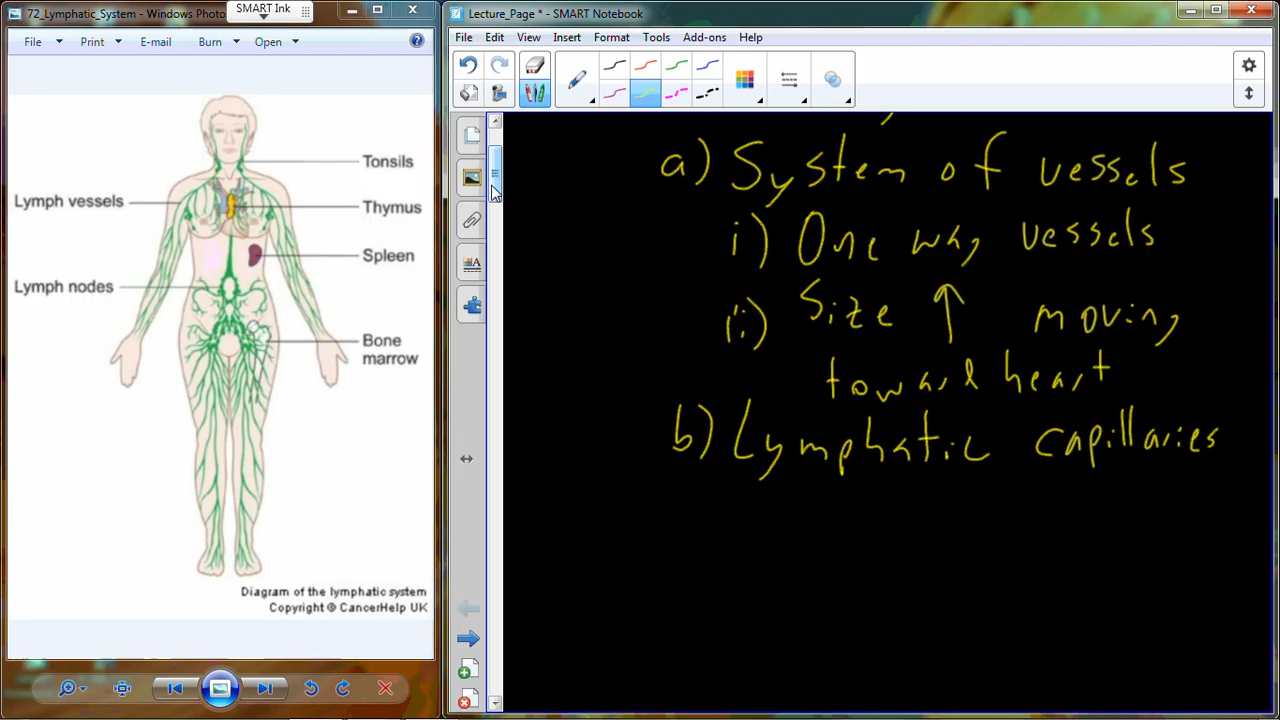 72_Lymphatic_System - Windows Photo
SMART Ink
File Print E-mail Burn Open
Tonsils
Lymph vessels
Thymus
Spleen
Lymph nodes
Bone
marrow
Diagram of the lymphatic system
Copyright © CancerHelp UK
Lecture_Page * - SMART Notebook
File Edit View Insert Format Tools Add-ons Help
a) System of vessels
i) One way vessels
ii) Size ↑ moving
toward heart
b) Lymphatic capillaries